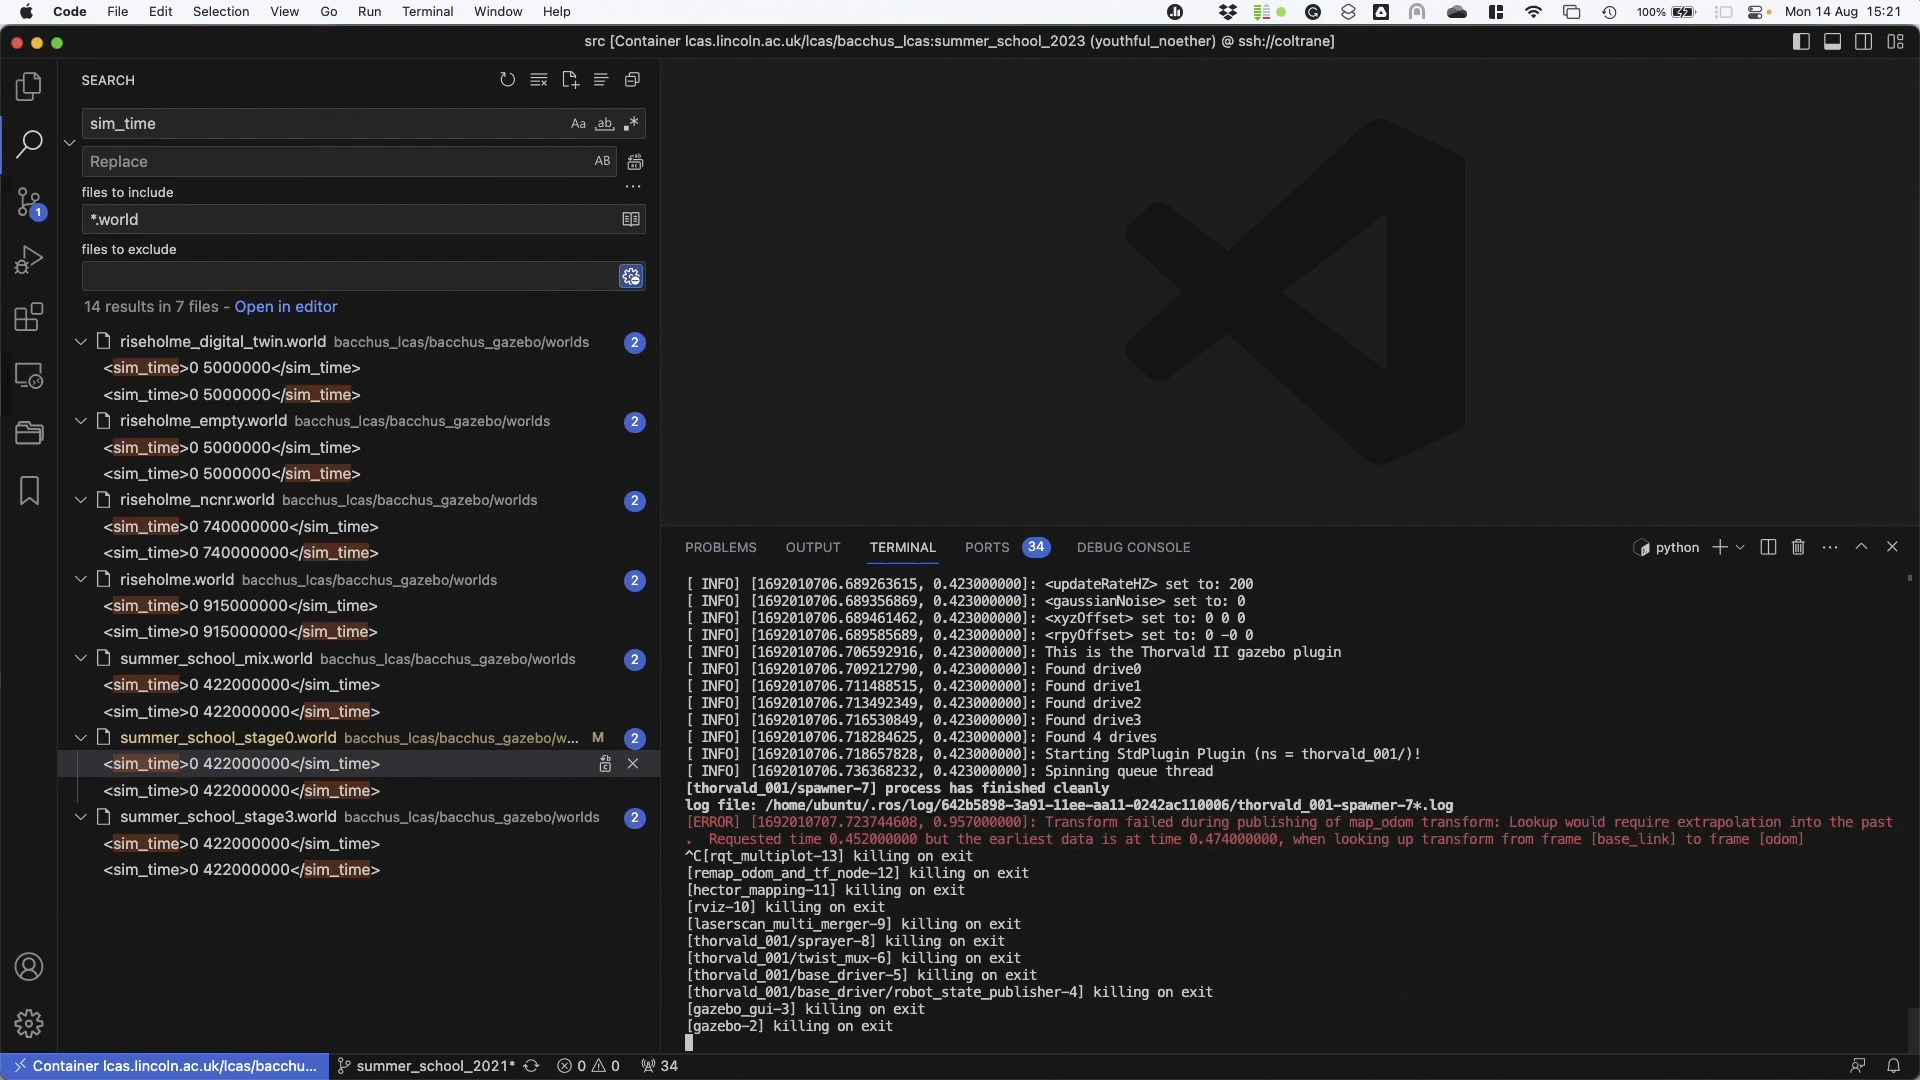 Code File Edit Selection View Go Run Terminal Window Help
100% Mon 14 Aug 15:21
src [Container lcas.lincoln.ac.uk/lcas/bacchus_lcas:summer_school_2023 (youthful_noether) @ ssh://coltrane]
SEARCH
sim_time Aa ab
Replace AB
files to include
*.world
files to exclude
14 results in 7 files - Open in editor
riseholme_digital_twin.world bacchus_lcas/bacchus_gazebo/worlds 2
<sim_time>0 5000000</sim_time>
<sim_time>0 5000000</sim_time>
riseholme_empty.world bacchus_lcas/bacchus_gazebo/worlds 2
<sim_time>0 5000000</sim_time>
<sim_time>0 5000000</sim_time>
riseholme_ncnr.world bacchus_lcas/bacchus_gazebo/worlds 2
<sim_time>0 740000000</sim_time>
<sim_time>0 740000000</sim_time>
riseholme.world bacchus_lcas/bacchus_gazebo/worlds 2
<sim_time>0 915000000</sim_time>
<sim_time>0 915000000</sim_time>
summer_school_mix.world bacchus_lcas/bacchus_gazebo/worlds 2
<sim_time>0 422000000</sim_time>
<sim_time>0 422000000</sim_time>
summer_school_stage0.world bacchus_lcas/bacchus_gazebo/w... M 2
<sim_time>0 422000000</sim_time>
<sim_time>0 422000000</sim_time>
summer_school_stage3.world bacchus_lcas/bacchus_gazebo/worlds 2
<sim_time>0 422000000</sim_time>
<sim_time>0 422000000</sim_time>
1
PROBLEMS OUTPUT TERMINAL PORTS 34 DEBUG CONSOLE python
[ INFO] [1692010706.689263615, 0.423000000]: <updateRateHZ> set to: 200
[ INFO] [1692010706.689356869, 0.423000000]: <gaussianNoise> set to: 0
[ INFO] [1692010706.689461462, 0.423000000]: <xyzOffset> set to: 0 0 0
[ INFO] [1692010706.689585689, 0.423000000]: <rpyOffset> set to: 0 -0 0
[ INFO] [1692010706.706592916, 0.423000000]: This is the Thorvald II gazebo plugin
[ INFO] [1692010706.709212790, 0.423000000]: Found drive0
[ INFO] [1692010706.711488515, 0.423000000]: Found drive1
[ INFO] [1692010706.713492349, 0.423000000]: Found drive2
[ INFO] [1692010706.716530849, 0.423000000]: Found drive3
[ INFO] [1692010706.718284625, 0.423000000]: Found 4 drives
[ INFO] [1692010706.718657828, 0.423000000]: Starting StdPlugin Plugin (ns = thorvald_001/)!
[ INFO] [1692010706.736368232, 0.423000000]: Spinning queue thread
[thorvald_001/spawner-7] process has finished cleanly
log file: /home/ubuntu/.ros/log/642b5898-3a91-11ee-aa11-0242ac110006/thorvald_001-spawner-7*.log
[ERROR] [1692010707.723744608, 0.957000000]: Transform failed during publishing of map_odom transform: Lookup would require extrapolation into the past
. Requested time 0.452000000 but the earliest data is at time 0.474000000, when looking up transform from frame [base_link] to frame [odom]
^C[rqt_multiplot-13] killing on exit
[remap_odom_and_tf_node-12] killing on exit
[hector_mapping-11] killing on exit
[rviz-10] killing on exit
[laserscan_multi_merger-9] killing on exit
[thorvald_001/sprayer-8] killing on exit
[thorvald_001/twist_mux-6] killing on exit
[thorvald_001/base_driver-5] killing on exit
[thorvald_001/base_driver/robot_state_publisher-4] killing on exit
[gazebo_gui-3] killing on exit
[gazebo-2] killing on exit
Container lcas.lincoln.ac.uk/lcas/bacchu... summer_school_2021* 0 0 34